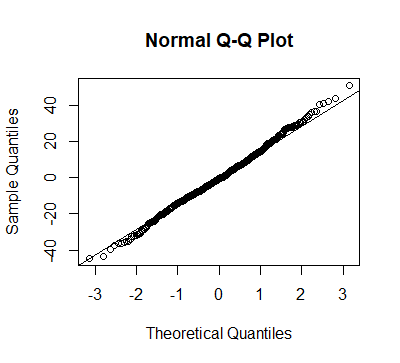 Normal Q-Q Plot
Sample Quantiles
40
20
0
-20
-40
-3 -2 -1 0 1 2 3
Theoretical Quantiles